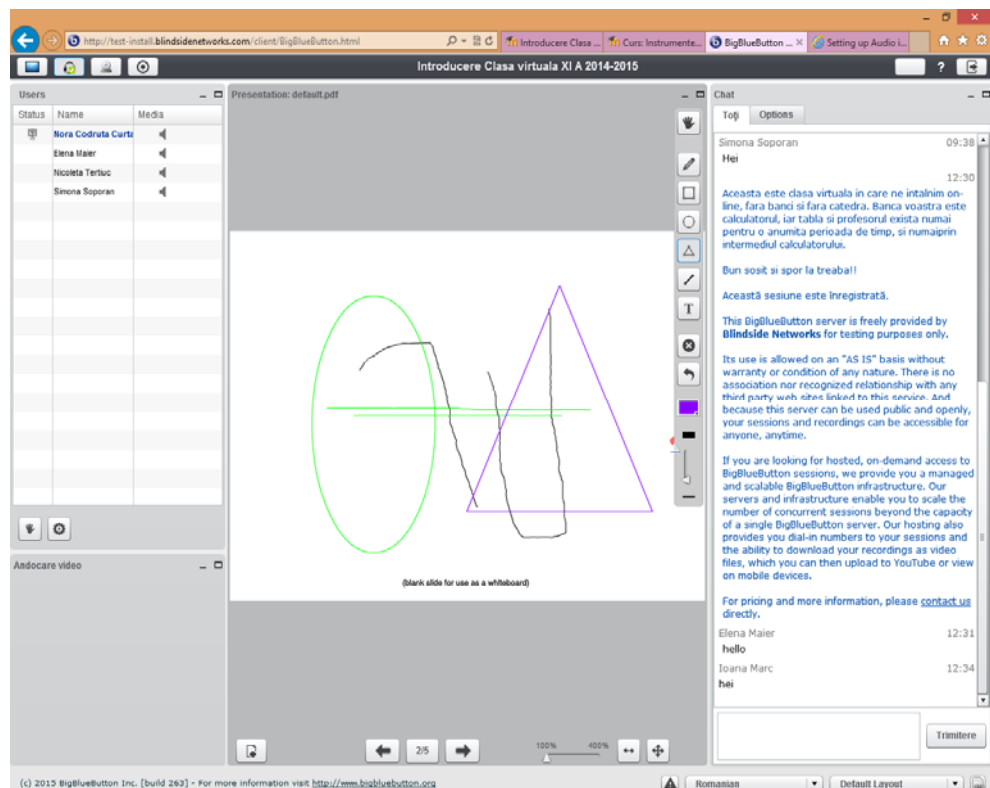 http://test-install.blindsidenetworks.com/client/BigBlueButton.html
Introducere Clasa ...
Curs: Instrumente...
BigBlueButton ...
Setting up Audio i...
Introducere Clasa virtuala XI A 2014-2015
?
Users
Status Name Media
Nora Codruta Curta
Elena Maier
Nicoleta Tertiuc
Simona Soporan
Andocare video
Presentation: default.pdf
T
(blank slide for use as a whiteboard)
2/5
100% 400%
Chat
Toți Options
Simona Soporan 09:38
Hei
12:30
Aceasta este clasa virtuala in care ne intalnim on-
line, fara banci si fara catedra. Banca voastra este
calculatorul, iar tabla si profesorul exista numai
pentru o anumita perioada de timp, si numaiprin
intermediul calculatorului.
Bun sosit si spor la treaba!!
Această sesiune este înregistrată.
This BigBlueButton server is freely provided by
Blindside Networks for testing purposes only.
Its use is allowed on an "AS IS" basis without
warranty or condition of any nature. There is no
association nor recognized relationship with any
third party web sites linked to this service. And
because this server can be used public and openly,
your sessions and recordings can be accessible for
anyone, anytime.
If you are looking for hosted, on-demand access to
BigBlueButton sessions, we provide you a managed
and scalable BigBlueButton infrastructure. Our
servers and infrastructure enable you to scale the
number of concurrent sessions beyond the capacity
of a single BigBlueButton server. Our hosting also
provides you dial-in numbers to your sessions and
the ability to download your recordings as video
files, which you can then upload to YouTube or view
on mobile devices.
For pricing and more information, please contact us
directly.
Elena Maier 12:31
hello
Ioana Marc 12:34
hei
Trimitere
(c) 2015 BigBlueButton Inc. [build 263] - For more information visit http://www.bigbluebutton.org
Romanian
Default Layout